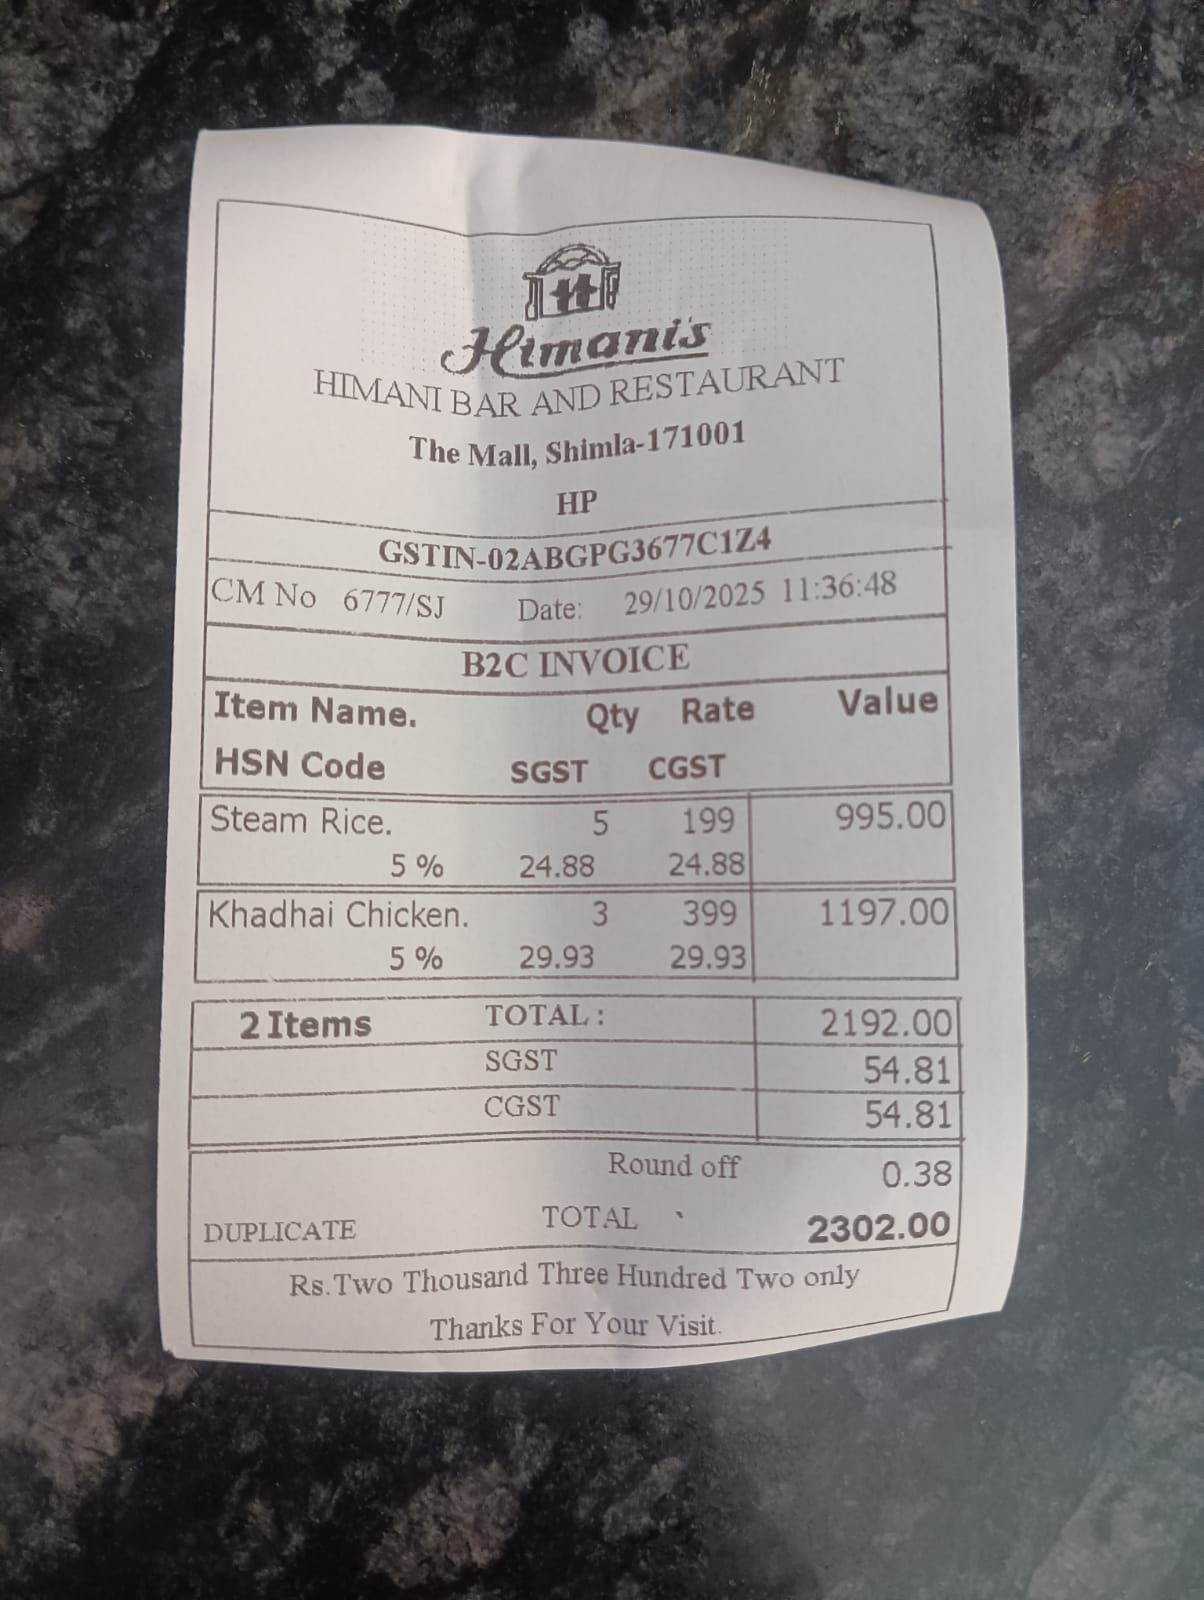 H
Himani's
HIMANI BAR AND RESTAURANT
The Mall, Shimla-171001
HP
GSTIN-02ABGPG3677C1Z4
CM No 6777/SJ Date: 29/10/2025 11:36:48
B2C INVOICE
Item Name. Qty Rate Value
HSN Code SGST CGST
Steam Rice. 5 199 995.00
5 % 24.88 24.88
Khadhai Chicken. 3 399 1197.00
5 % 29.93 29.93
2 Items TOTAL : 2192.00
SGST 54.81
CGST 54.81
Round off 0.38
DUPLICATE TOTAL 2302.00
Rs.Two Thousand Three Hundred Two only
Thanks For Your Visit.